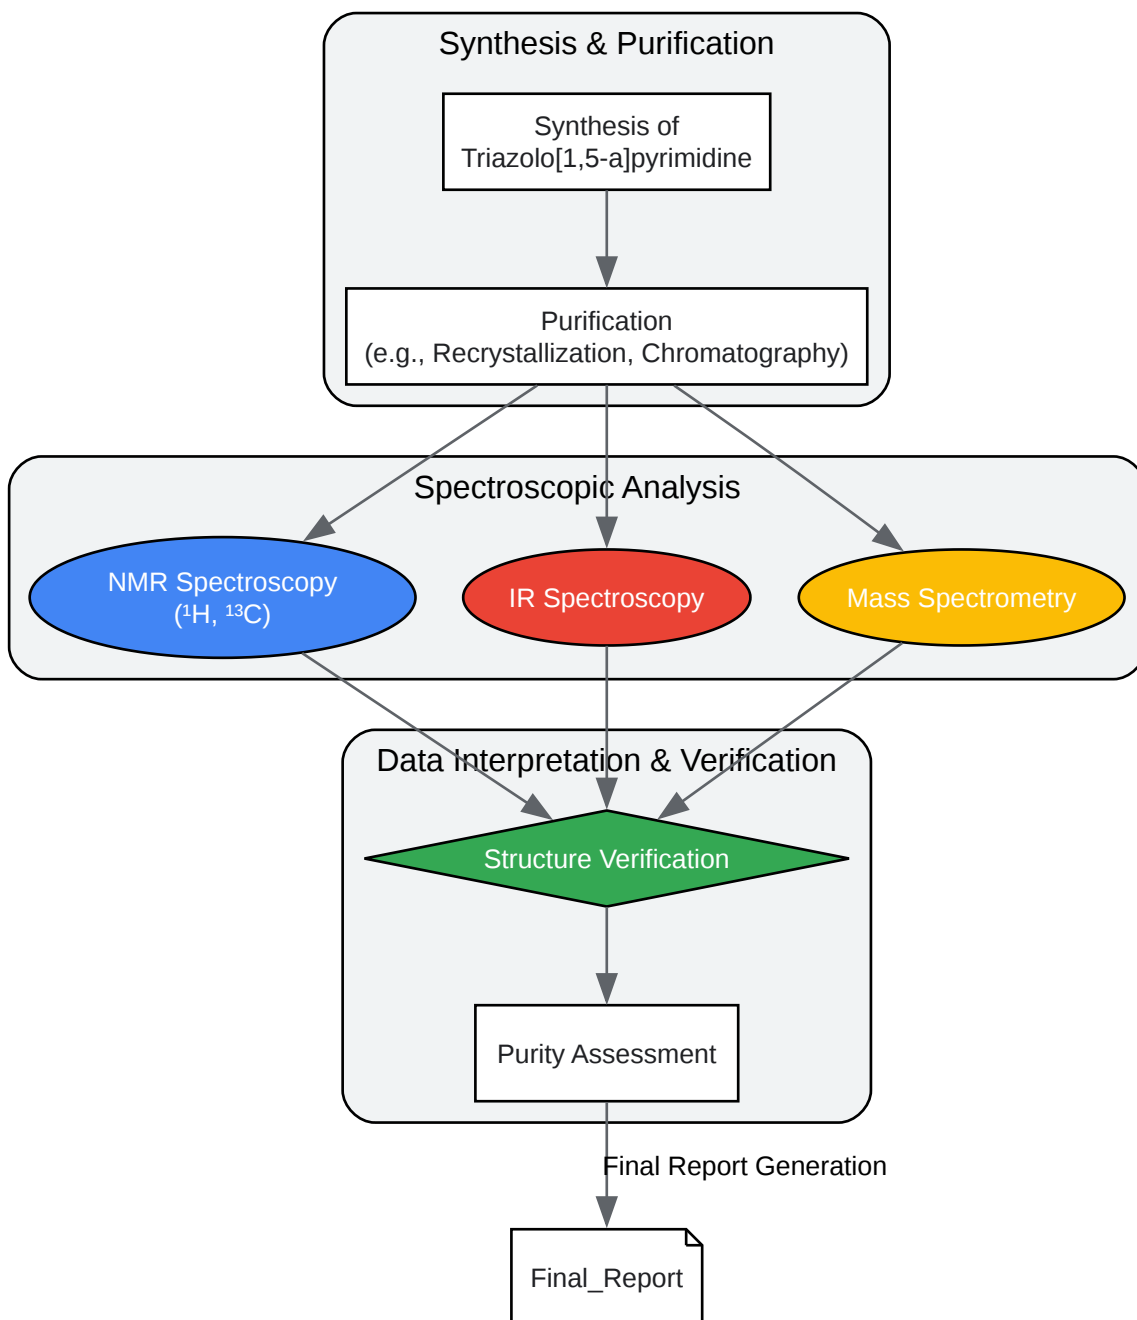 Synthesis & Purification
Synthesis of
Triazolo[1,5-a]pyrimidine
Purification
(e.g., Recrystallization, Chromatography)
Spectroscopic Analysis
NMR Spectroscopy
(¹H, ¹³C)
IR Spectroscopy
Mass Spectrometry
Data Interpretation & Verification
Structure Verification
Purity Assessment
Final Report Generation
Final_Report